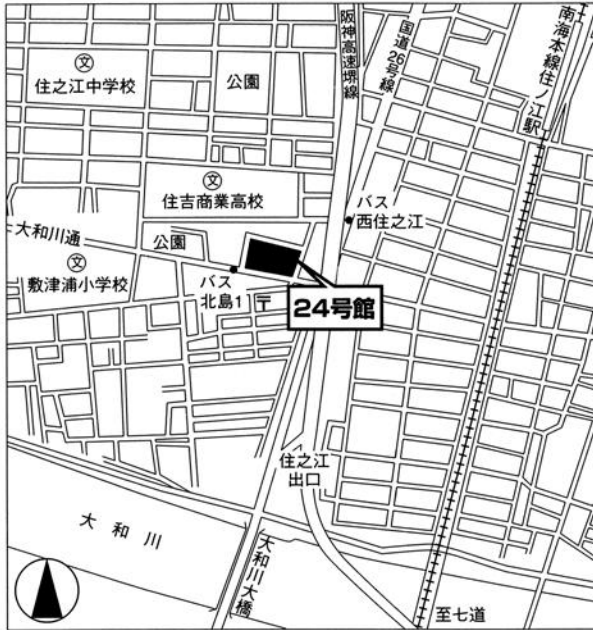 阪神高速堺線
国道26号線
南海本線住ノ江駅
文
住之江中学校
公園
文
住吉商業高校
バス
西住之江
大和川通
公園
文
敷津浦小学校
バス
北島1
〒
24号館
住之江
出口
大和川
大和川大橋
至七道